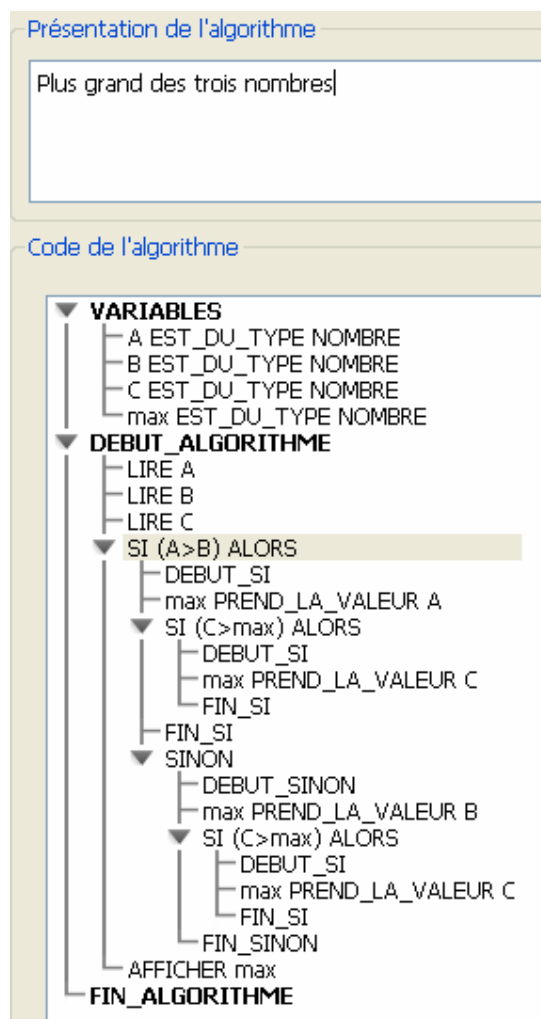 Présentation de l'algorithme
Plus grand des trois nombres
Code de l'algorithme
VARIABLES
A EST_DU_TYPE NOMBRE
B EST_DU_TYPE NOMBRE
C EST_DU_TYPE NOMBRE
max EST_DU_TYPE NOMBRE
DEBUT_ALGORITHME
LIRE A
LIRE B
LIRE C
SI (A>B) ALORS
DEBUT_SI
max PREND_LA_VALEUR A
SI (C>max) ALORS
DEBUT_SI
max PREND_LA_VALEUR C
FIN_SI
FIN_SI
SINON
DEBUT_SINON
max PREND_LA_VALEUR B
SI (C>max) ALORS
DEBUT_SI
max PREND_LA_VALEUR C
FIN_SI
FIN_SINON
AFFICHER max
FIN_ALGORITHME